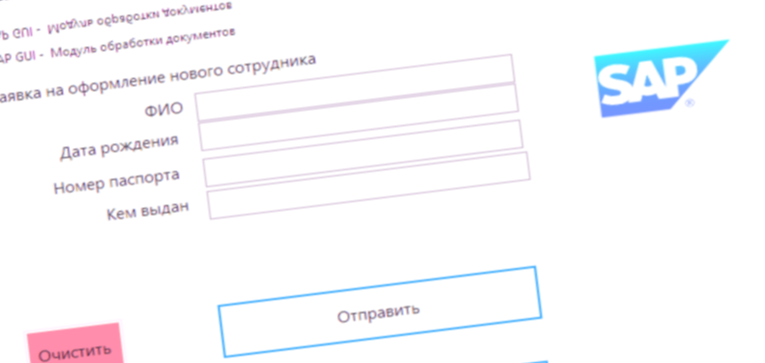 SAP GUI - Модуль обработки документов
AP GUI - Модуль обработки документов
аявка на оформление нового сотрудника
ФИО
Дата рождения
Номер паспорта
Кем выдан
SAP®
Отправить
Очистить